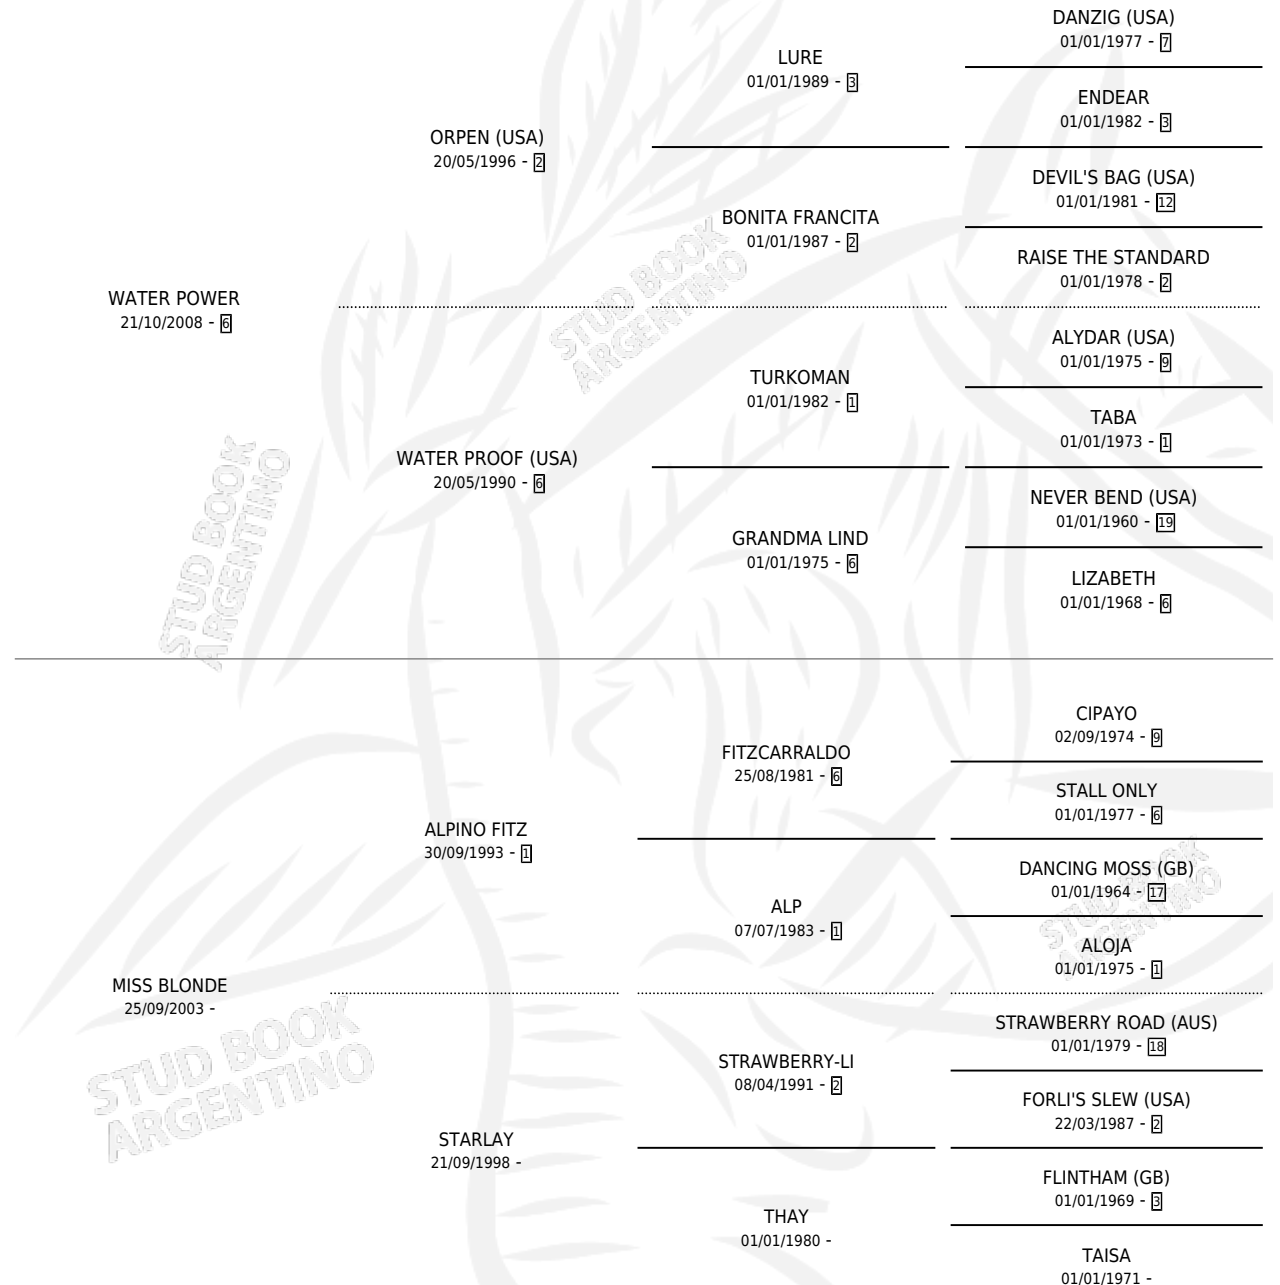 DANZIG (USA)
01/01/1977 - 7
LURE
01/01/1989 - 3
ENDEAR
01/01/1982 - 3
ORPEN (USA)
20/05/1996 - 2
DEVIL'S BAG (USA)
01/01/1981 - 12
BONITA FRANCITA
01/01/1987 - 2
RAISE THE STANDARD
01/01/1978 - 2
WATER POWER
21/10/2008 - 6
STUD BOOK
ARGENTINO
ALYDAR (USA)
01/01/1975 - 9
TURKOMAN
01/01/1982 - 1
TABA
01/01/1973 - 1
WATER PROOF (USA)
20/05/1990 - 6
NEVER BEND (USA)
01/01/1960 - 19
GRANDMA LIND
01/01/1975 - 6
LIZABETH
01/01/1968 - 6
STUD BOOK
ARGENTINO
CIPAYO
02/09/1974 - 9
FITZCARRALDO
25/08/1981 - 6
STALL ONLY
01/01/1977 - 6
ALPINO FITZ
30/09/1993 - 1
DANCING MOSS (GB)
01/01/1964 - 17
ALP
07/07/1983 - 1
STUD BOOK
ARGENTINO
ALOJA
01/01/1975 - 1
MISS BLONDE
25/09/2003 -
STRAWBERRY ROAD (AUS)
01/01/1979 - 18
STRAWBERRY-LI
08/04/1991 - 2
FORLI'S SLEW (USA)
22/03/1987 - 2
STUD BOOK
ARGENTINO
STARLAY
21/09/1998 -
FLINTHAM (GB)
01/01/1969 - 3
THAY
01/01/1980 -
TAISA
01/01/1971 -